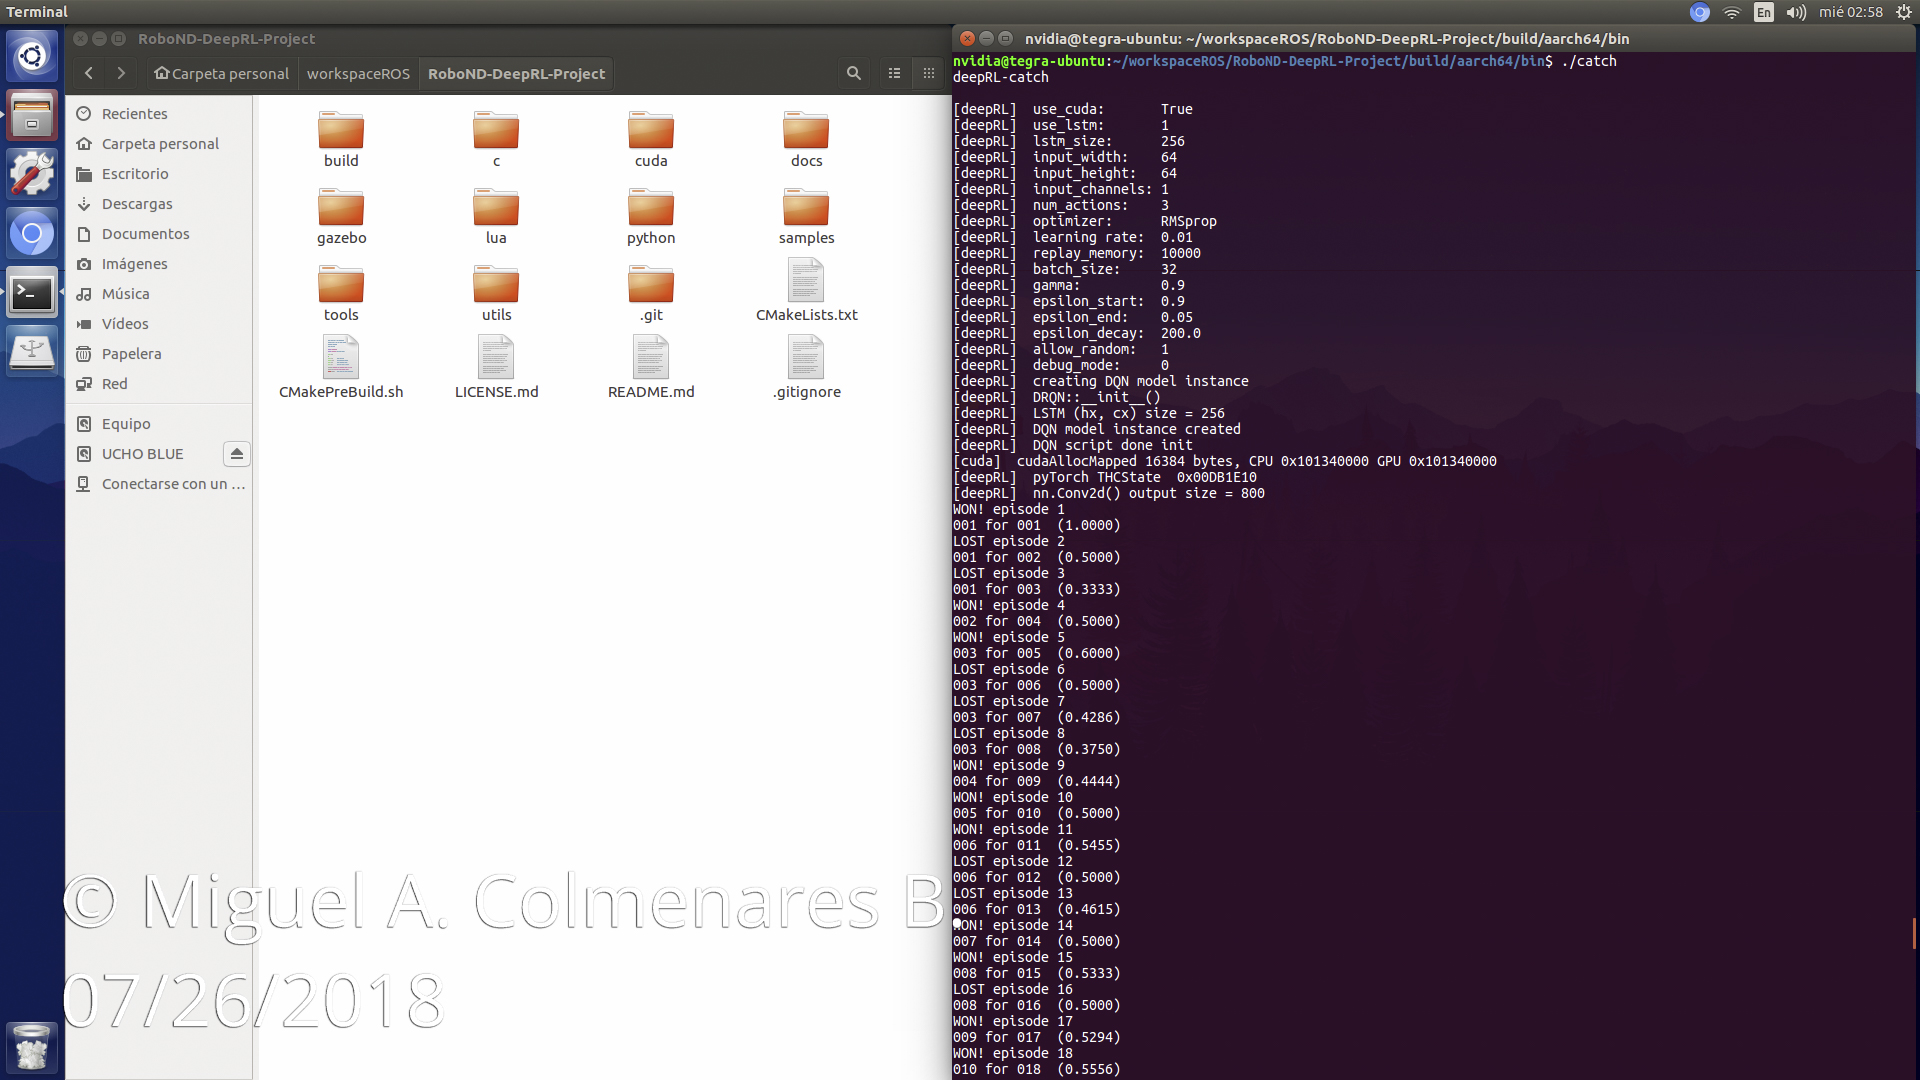 Terminal
En
mié 02:58
RoboND-DeepRL-Project
Carpeta personal
workspaceROS
RoboND-DeepRL-Project
Recientes
Carpeta personal
Escritorio
Descargas
Documentos
Imágenes
Música
Vídeos
Papelera
Red
Equipo
UCHO BLUE
Conectarse con un ...
build
c
cuda
docs
gazebo
lua
python
samples
tools
utils
.git
CMakeLists.txt
CMakePreBuild.sh
LICENSE.md
README.md
.gitignore
© Miguel A. Colmenares B.
07/26/2018
nvidia@tegra-ubuntu: ~/workspaceROS/RoboND-DeepRL-Project/build/aarch64/bin
nvidia@tegra-ubuntu:~/workspaceROS/RoboND-DeepRL-Project/build/aarch64/bin$ ./catch
deepRL-catch
[deepRL]  use_cuda:       True
[deepRL]  use_lstm:       1
[deepRL]  lstm_size:      256
[deepRL]  input_width:    64
[deepRL]  input_height:   64
[deepRL]  input_channels: 1
[deepRL]  num_actions:    3
[deepRL]  optimizer:      RMSprop
[deepRL]  learning rate:  0.01
[deepRL]  replay_memory:  10000
[deepRL]  batch_size:     32
[deepRL]  gamma:          0.9
[deepRL]  epsilon_start:  0.9
[deepRL]  epsilon_end:    0.05
[deepRL]  epsilon_decay:  200.0
[deepRL]  allow_random:   1
[deepRL]  debug_mode:     0
[deepRL]  creating DQN model instance
[deepRL]  DRQN::__init__()
[deepRL]  LSTM (hx, cx) size = 256
[deepRL]  DQN model instance created
[deepRL]  DQN script done init
[cuda]  cudaAllocMapped 16384 bytes, CPU 0x101340000 GPU 0x101340000
[deepRL]  pyTorch THCState  0x00DB1E10
[deepRL]  nn.Conv2d() output size = 800
WON! episode 1
001 for 001  (1.0000)
LOST episode 2
001 for 002  (0.5000)
LOST episode 3
001 for 003  (0.3333)
WON! episode 4
002 for 004  (0.5000)
WON! episode 5
003 for 005  (0.6000)
LOST episode 6
003 for 006  (0.5000)
LOST episode 7
003 for 007  (0.4286)
LOST episode 8
003 for 008  (0.3750)
WON! episode 9
004 for 009  (0.4444)
WON! episode 10
005 for 010  (0.5000)
WON! episode 11
006 for 011  (0.5455)
LOST episode 12
006 for 012  (0.5000)
LOST episode 13
006 for 013  (0.4615)
WON! episode 14
007 for 014  (0.5000)
WON! episode 15
008 for 015  (0.5333)
LOST episode 16
008 for 016  (0.5000)
WON! episode 17
009 for 017  (0.5294)
WON! episode 18
010 for 018  (0.5556)